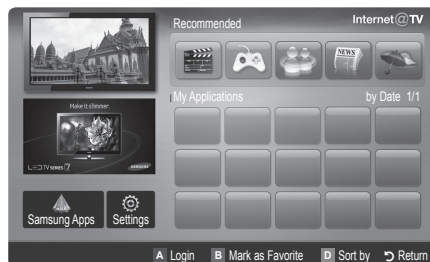 Recommended
Internet@TV
NEWS
My Applications
by Date 1/1
Make it slimmer.
LED TV SERIES 7
SAMSUNG
Samsung Apps
Settings
A Login
B Mark as Favorite
D Sort by
Return